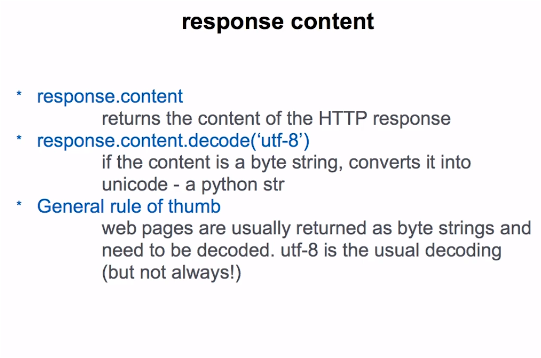 response content
* response.content
returns the content of the HTTP response
* response.content.decode(‘utf-8’)
if the content is a byte string, converts it into
unicode - a python str
* General rule of thumb
web pages are usually returned as byte strings and
need to be decoded. utf-8 is the usual decoding
(but not always!)